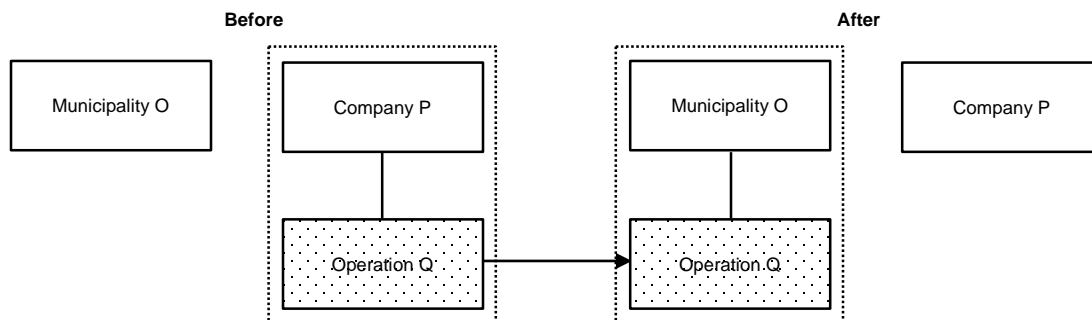 Before
After
Municipality O
Company P
Municipality O
Company P
Operation Q
Operation Q